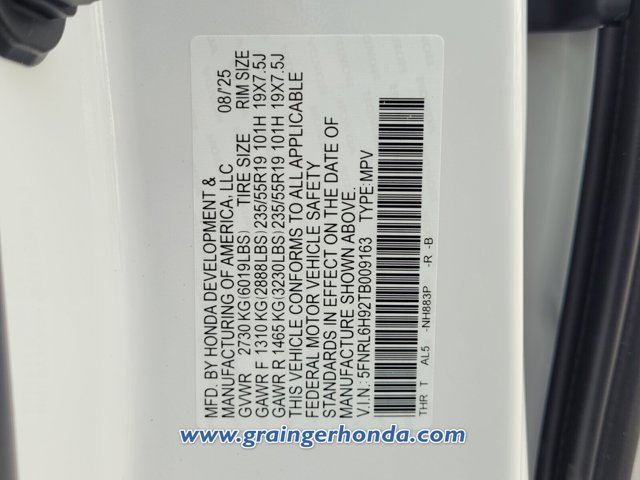 MFD. BY HONDA DEVELOPMENT &
MANUFACTURING OF AMERICA, LLC 08/'25
GVWR 2730 KG(6019LBS) TIRE SIZE RIM SIZE
GAWR F 1310 KG(2888LBS)235/55R19 101H 19X7.5J
GAWR R 1465 KG(3230LBS)235/55R19 101H 19X7.5J
THIS VEHICLE CONFORMS TO ALL APPLICABLE
FEDERAL MOTOR VEHICLE SAFETY
STANDARDS IN EFFECT ON THE DATE OF
MANUFACTURE SHOWN ABOVE.
V.I.N.:5FNRL6H92TB009163 TYPE:MPV
THR T AL5 -NH883P -R -B
www.graingerhonda.com